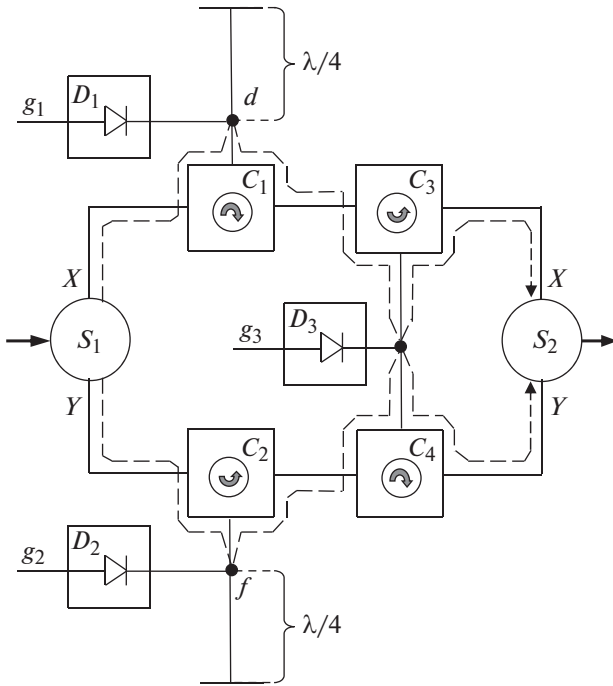 λ/4
D₁
g₁
d
C₁
C₃
X
X
D₃
g₃
S₁
S₂
Y
Y
C₂
C₄
D₂
g₂
f
λ/4